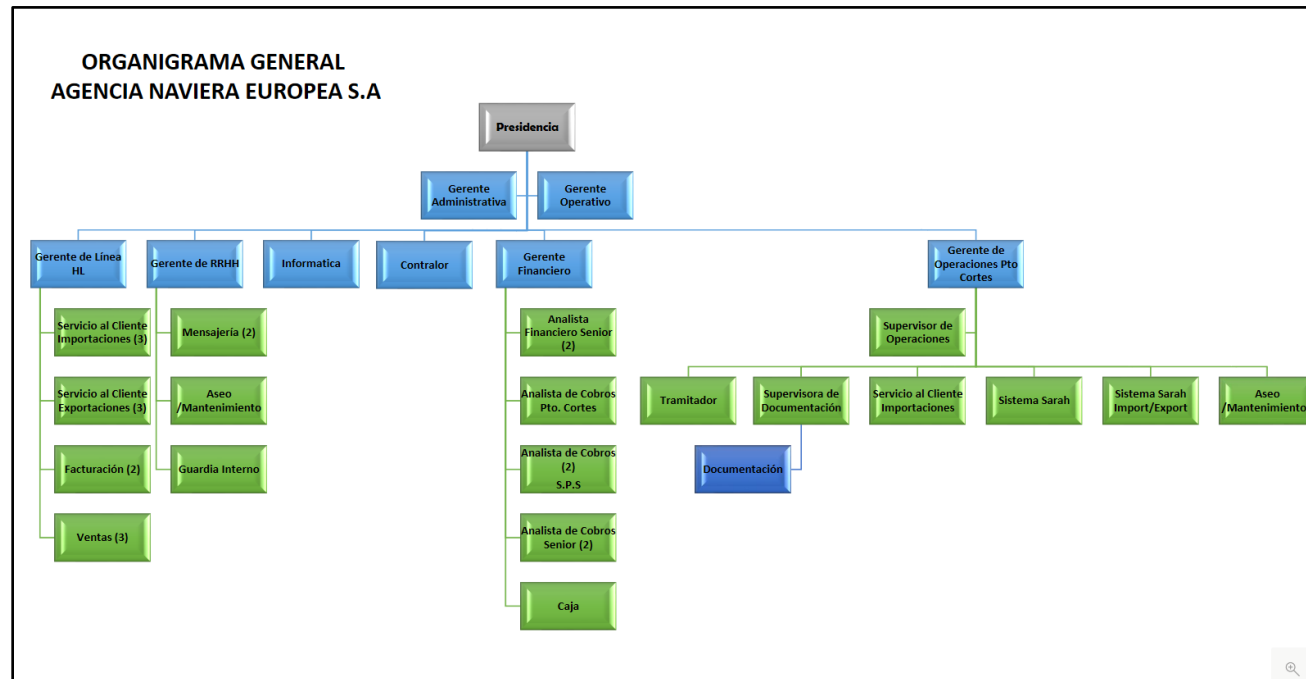 ORGANIGRAMA GENERAL
AGENCIA NAVIERA EUROPEA S.A
Presidencia
Gerente
Administrativa
Gerente
Operativo
Gerente de Línea
HL
Gerente de RRHH
Informatica
Contralor
Gerente
Financiero
Gerente de
Operaciones Pto
Cortes
Servicio al Cliente
Importaciones (3)
Servicio al Cliente
Exportaciones (3)
Facturación (2)
Ventas (3)
Mensajería (2)
Aseo
/Mantenimiento
Guardia Interno
Analista
Financiero Senior
(2)
Analista de Cobros
Pto. Cortes
Analista de Cobros
(2)
S.P.S
Analista de Cobros
Senior (2)
Caja
Supervisor de
Operaciones
Tramitador
Supervisora de
Documentación
Servicio al Cliente
Importaciones
Sistema Sarah
Sistema Sarah
Import/Export
Aseo
/Mantenimiento
Documentación